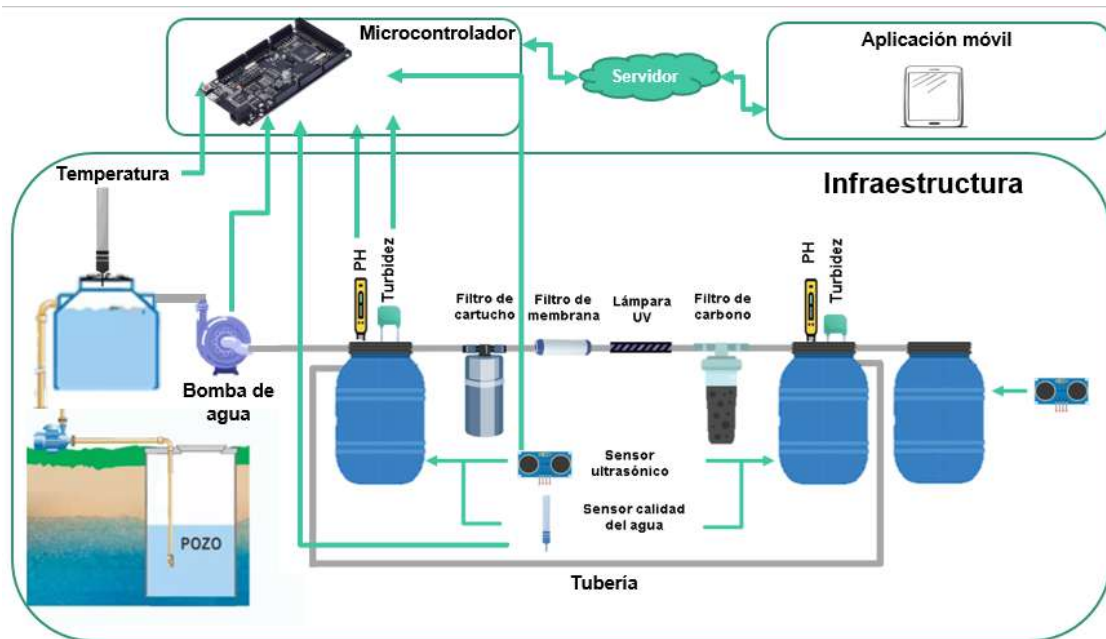 Microcontrolador
Servidor
Aplicación móvil
Infraestructura
Temperatura
PH
Turbidez
Filtro de
cartucho
Filtro de
membrana
Lámpara
UV
Filtro de
carbono
PH
Turbidez
Bomba de
agua
Sensor
ultrasónico
Sensor calidad
del agua
POZO
Tubería